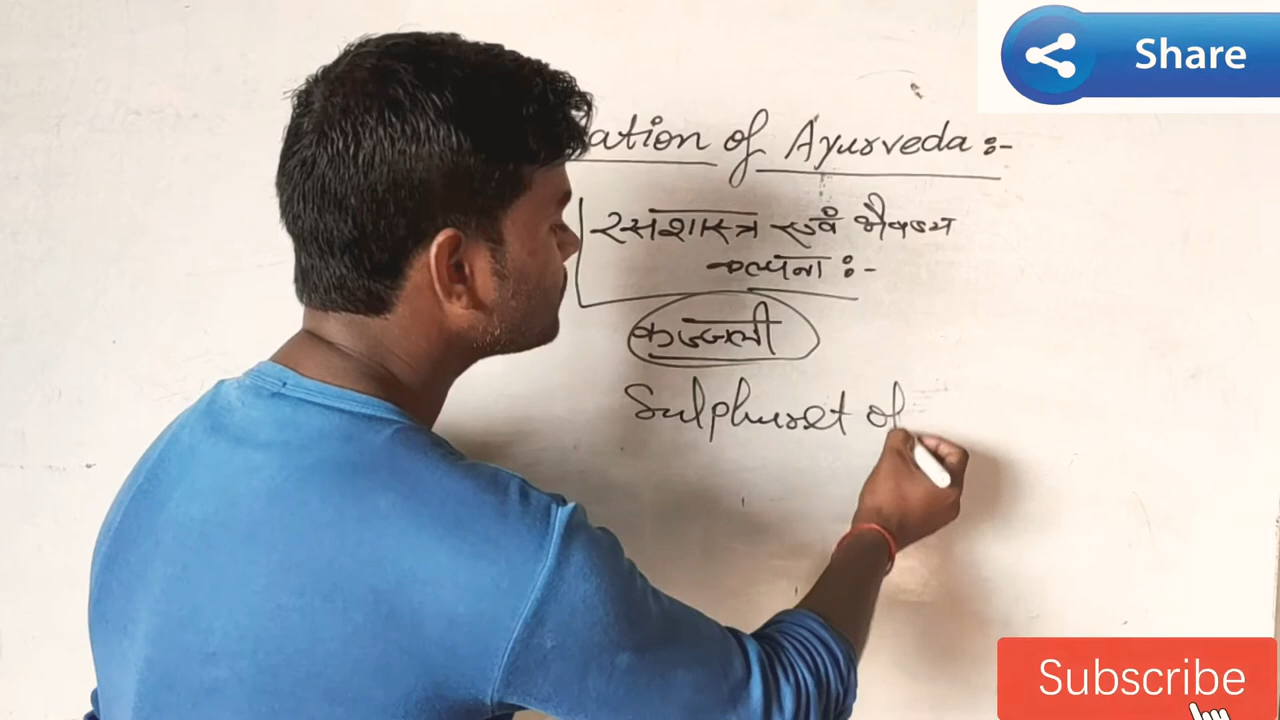 Share
ation of Ayurveda :-
रसशास्त्र एवं भैषज्य
कल्पना :-
कज्जली
Sulphuret of
Subscribe